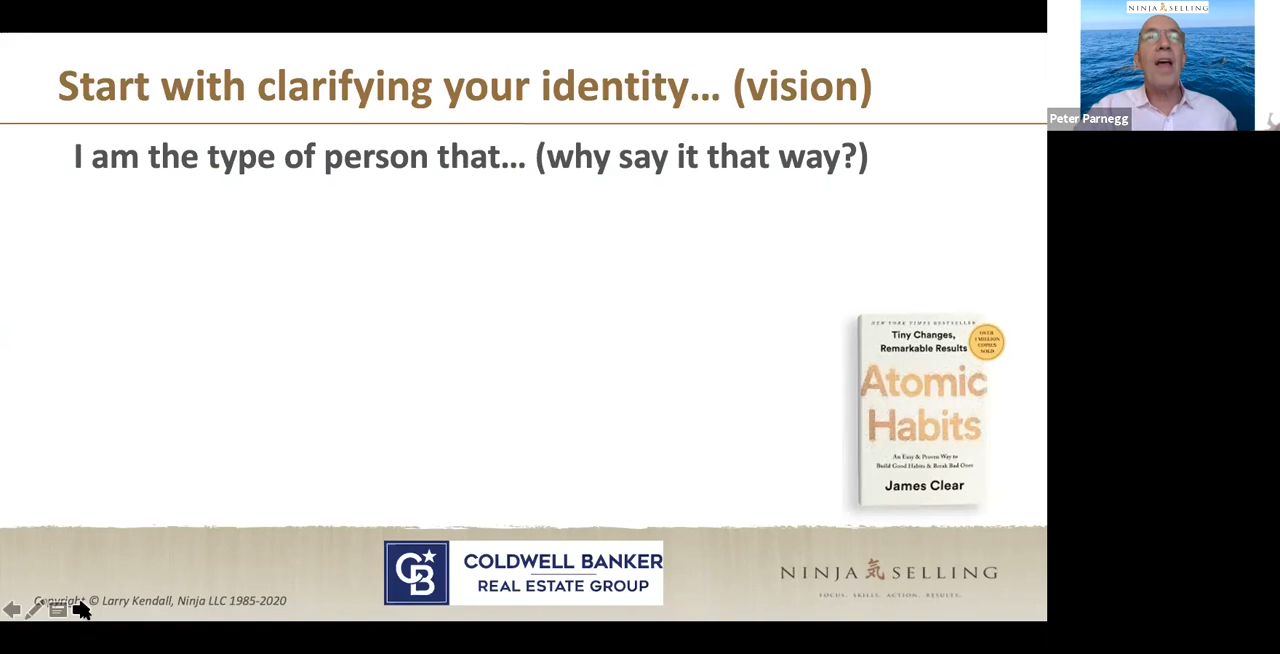 Start with clarifying your identity... (vision)
I am the type of person that... (why say it that way?)
NEW YORK TIMES BESTSELLER
Tiny Changes,
Remarkable Results
OVER
1 MILLION
COPIES
SOLD
Atomic
Habits
An Easy & Proven Way to
Build Good Habits & Break Bad Ones
James Clear
Copyright © Larry Kendall, Ninja LLC 1985-2020
CB
COLDWELL BANKER
REAL ESTATE GROUP
NINJA 気 SELLING
FOCUS. SKILLS. ACTION. RESULTS.
NINJA 気 SELLING
Peter Parnegg